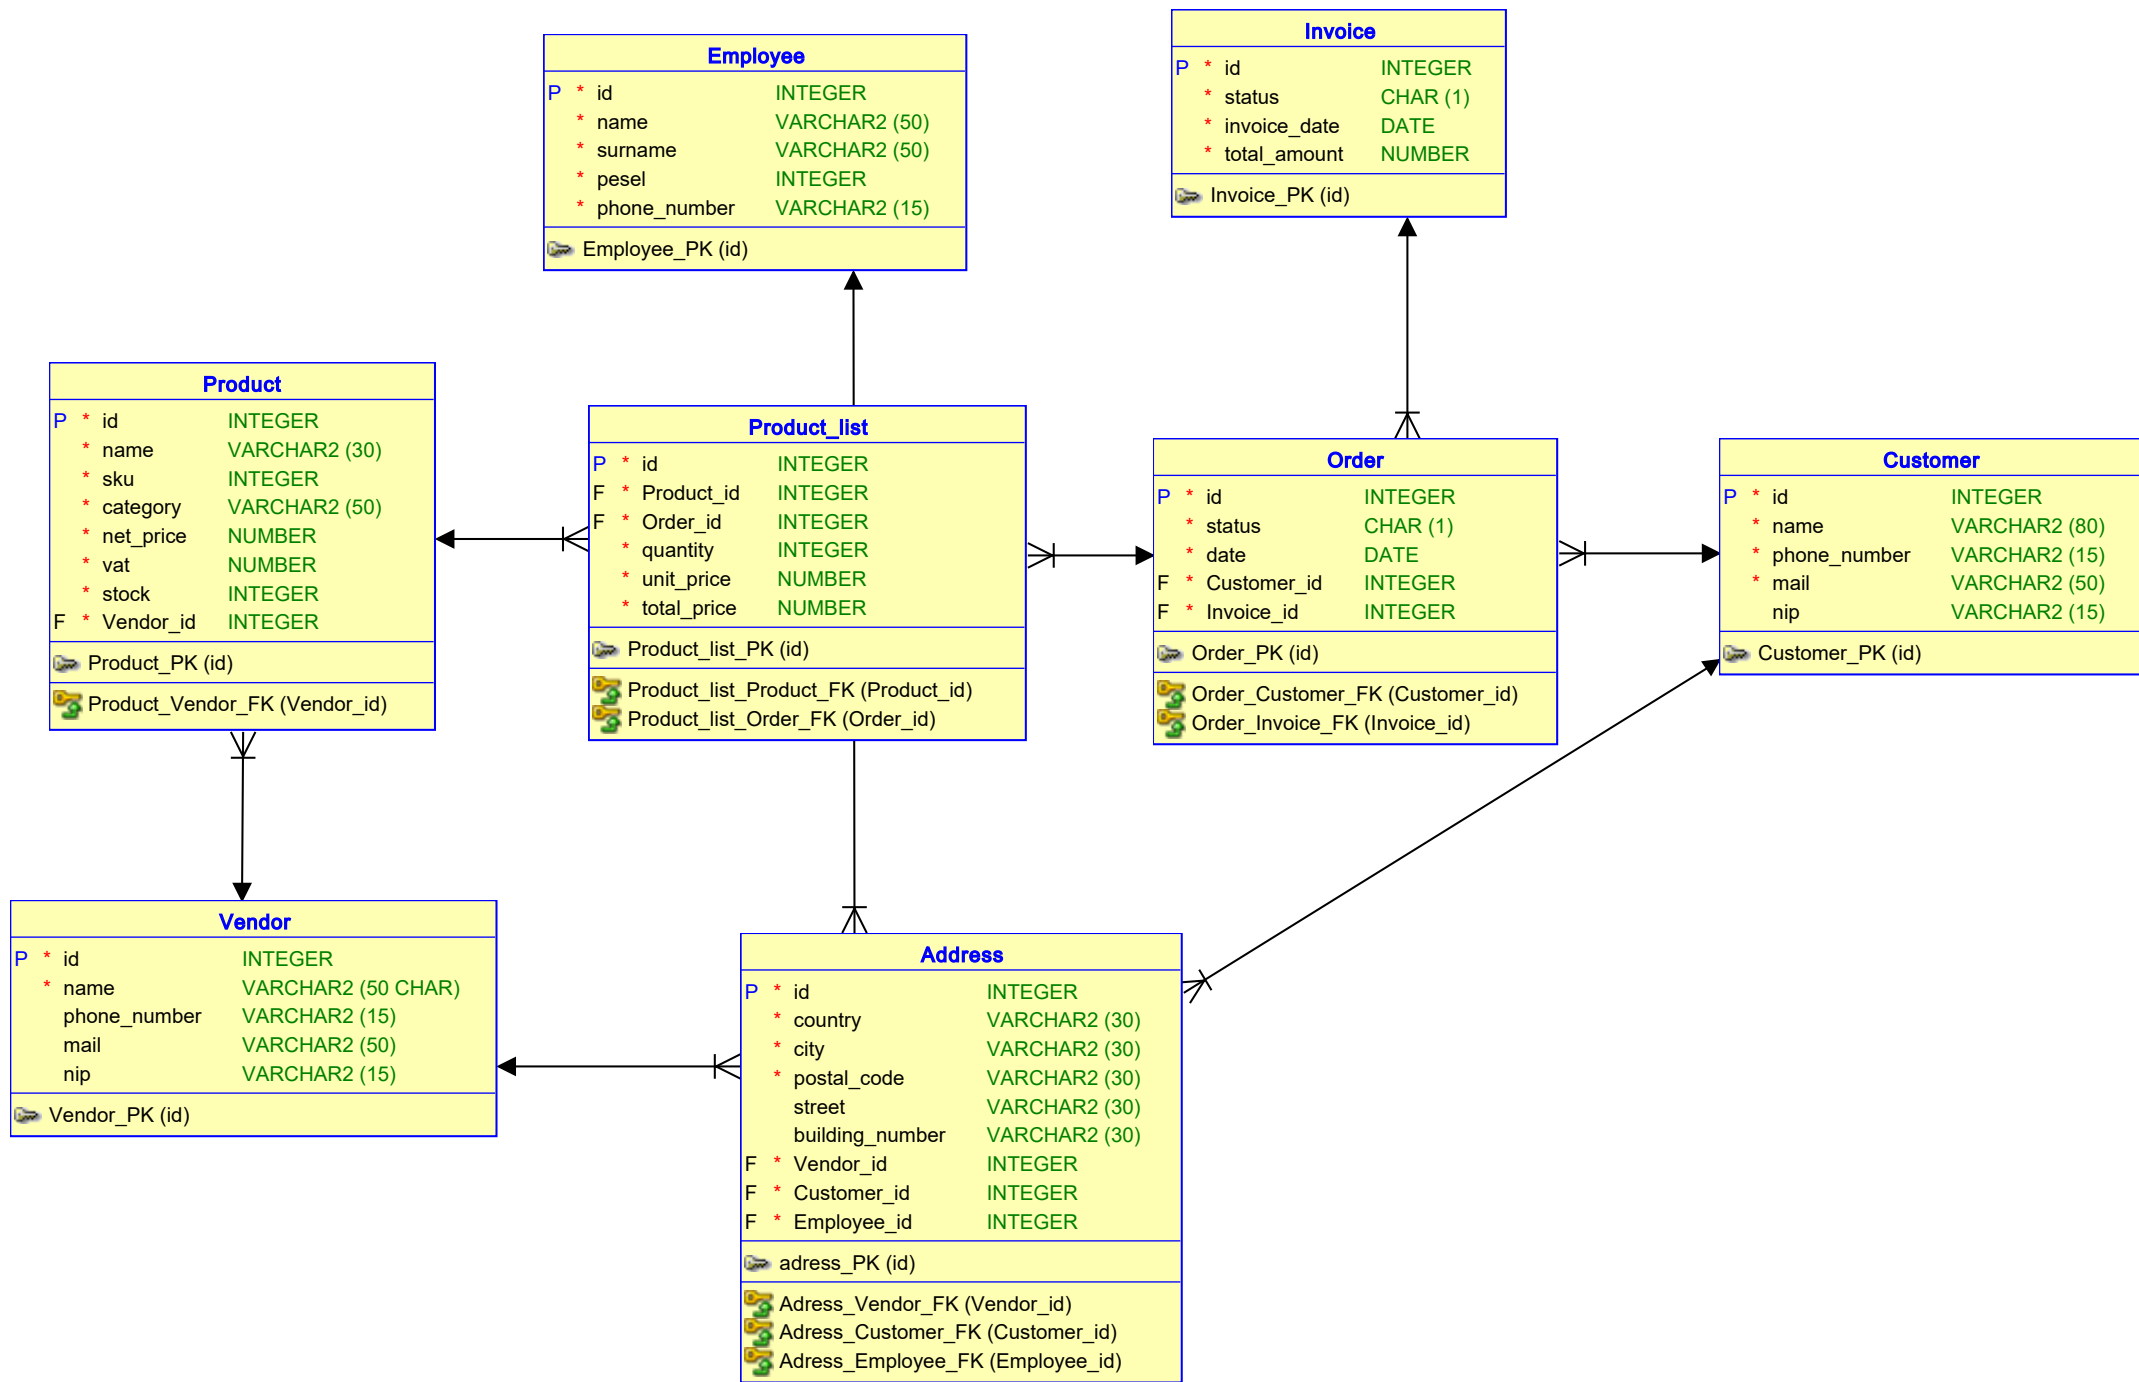 Employee
P * id INTEGER
* name VARCHAR2 (50)
* surname VARCHAR2 (50)
* pesel INTEGER
* phone_number VARCHAR2 (15)
Employee_PK (id)
Invoice
P * id INTEGER
* status CHAR (1)
* invoice_date DATE
* total_amount NUMBER
Invoice_PK (id)
Product
P * id INTEGER
* name VARCHAR2 (30)
* sku INTEGER
* category VARCHAR2 (50)
* net_price NUMBER
* vat NUMBER
* stock INTEGER
F * Vendor_id INTEGER
Product_PK (id)
Product_Vendor_FK (Vendor_id)
Product_list
P * id INTEGER
F * Product_id INTEGER
F * Order_id INTEGER
* quantity INTEGER
* unit_price NUMBER
* total_price NUMBER
Product_list_PK (id)
Product_list_Product_FK (Product_id)
Product_list_Order_FK (Order_id)
Order
P * id INTEGER
* status CHAR (1)
* date DATE
F * Customer_id INTEGER
F * Invoice_id INTEGER
Order_PK (id)
Order_Customer_FK (Customer_id)
Order_Invoice_FK (Invoice_id)
Customer
P * id INTEGER
* name VARCHAR2 (80)
* phone_number VARCHAR2 (15)
* mail VARCHAR2 (50)
nip VARCHAR2 (15)
Customer_PK (id)
Vendor
P * id INTEGER
* name VARCHAR2 (50 CHAR)
phone_number VARCHAR2 (15)
mail VARCHAR2 (50)
nip VARCHAR2 (15)
Vendor_PK (id)
Address
P * id INTEGER
* country VARCHAR2 (30)
* city VARCHAR2 (30)
* postal_code VARCHAR2 (30)
street VARCHAR2 (30)
building_number VARCHAR2 (30)
F * Vendor_id INTEGER
F * Customer_id INTEGER
F * Employee_id INTEGER
adress_PK (id)
Adress_Vendor_FK (Vendor_id)
Adress_Customer_FK (Customer_id)
Adress_Employee_FK (Employee_id)